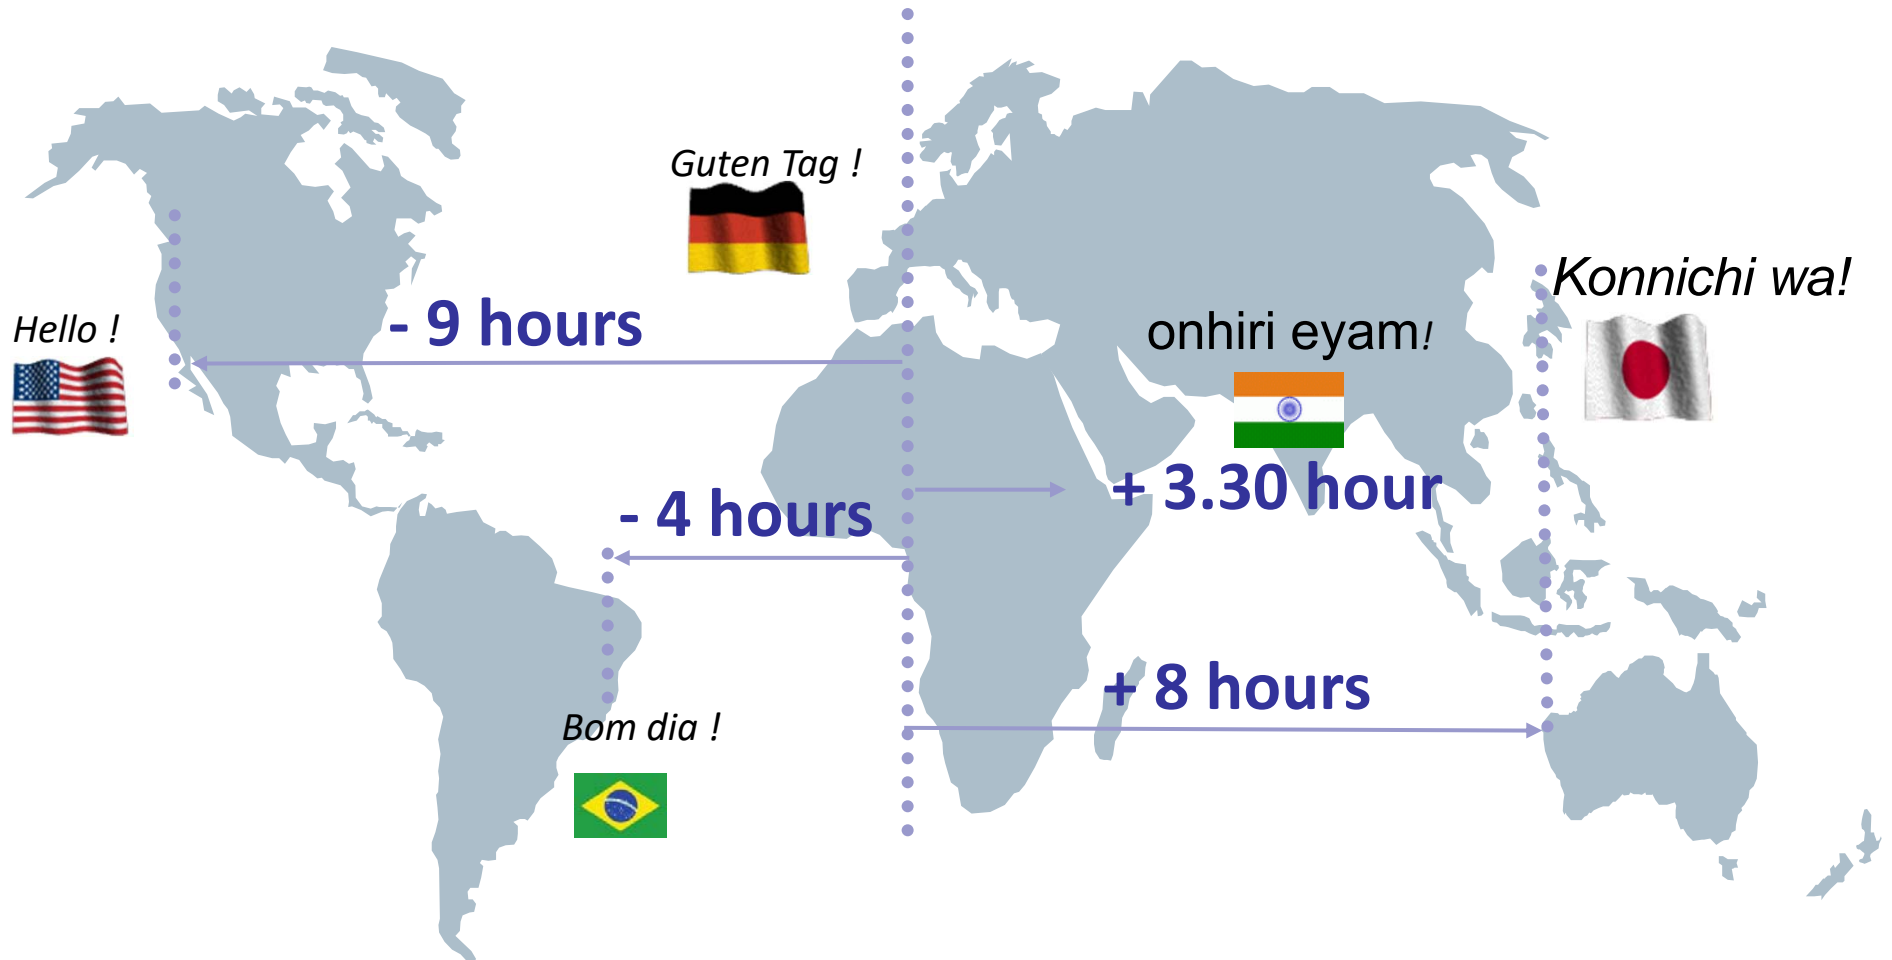 Guten Tag !
Konnichi wa!
Hello !
- 9 hours
onhiri eyam!
- 4 hours
+ 3.30 hour
+ 8 hours
Bom dia !